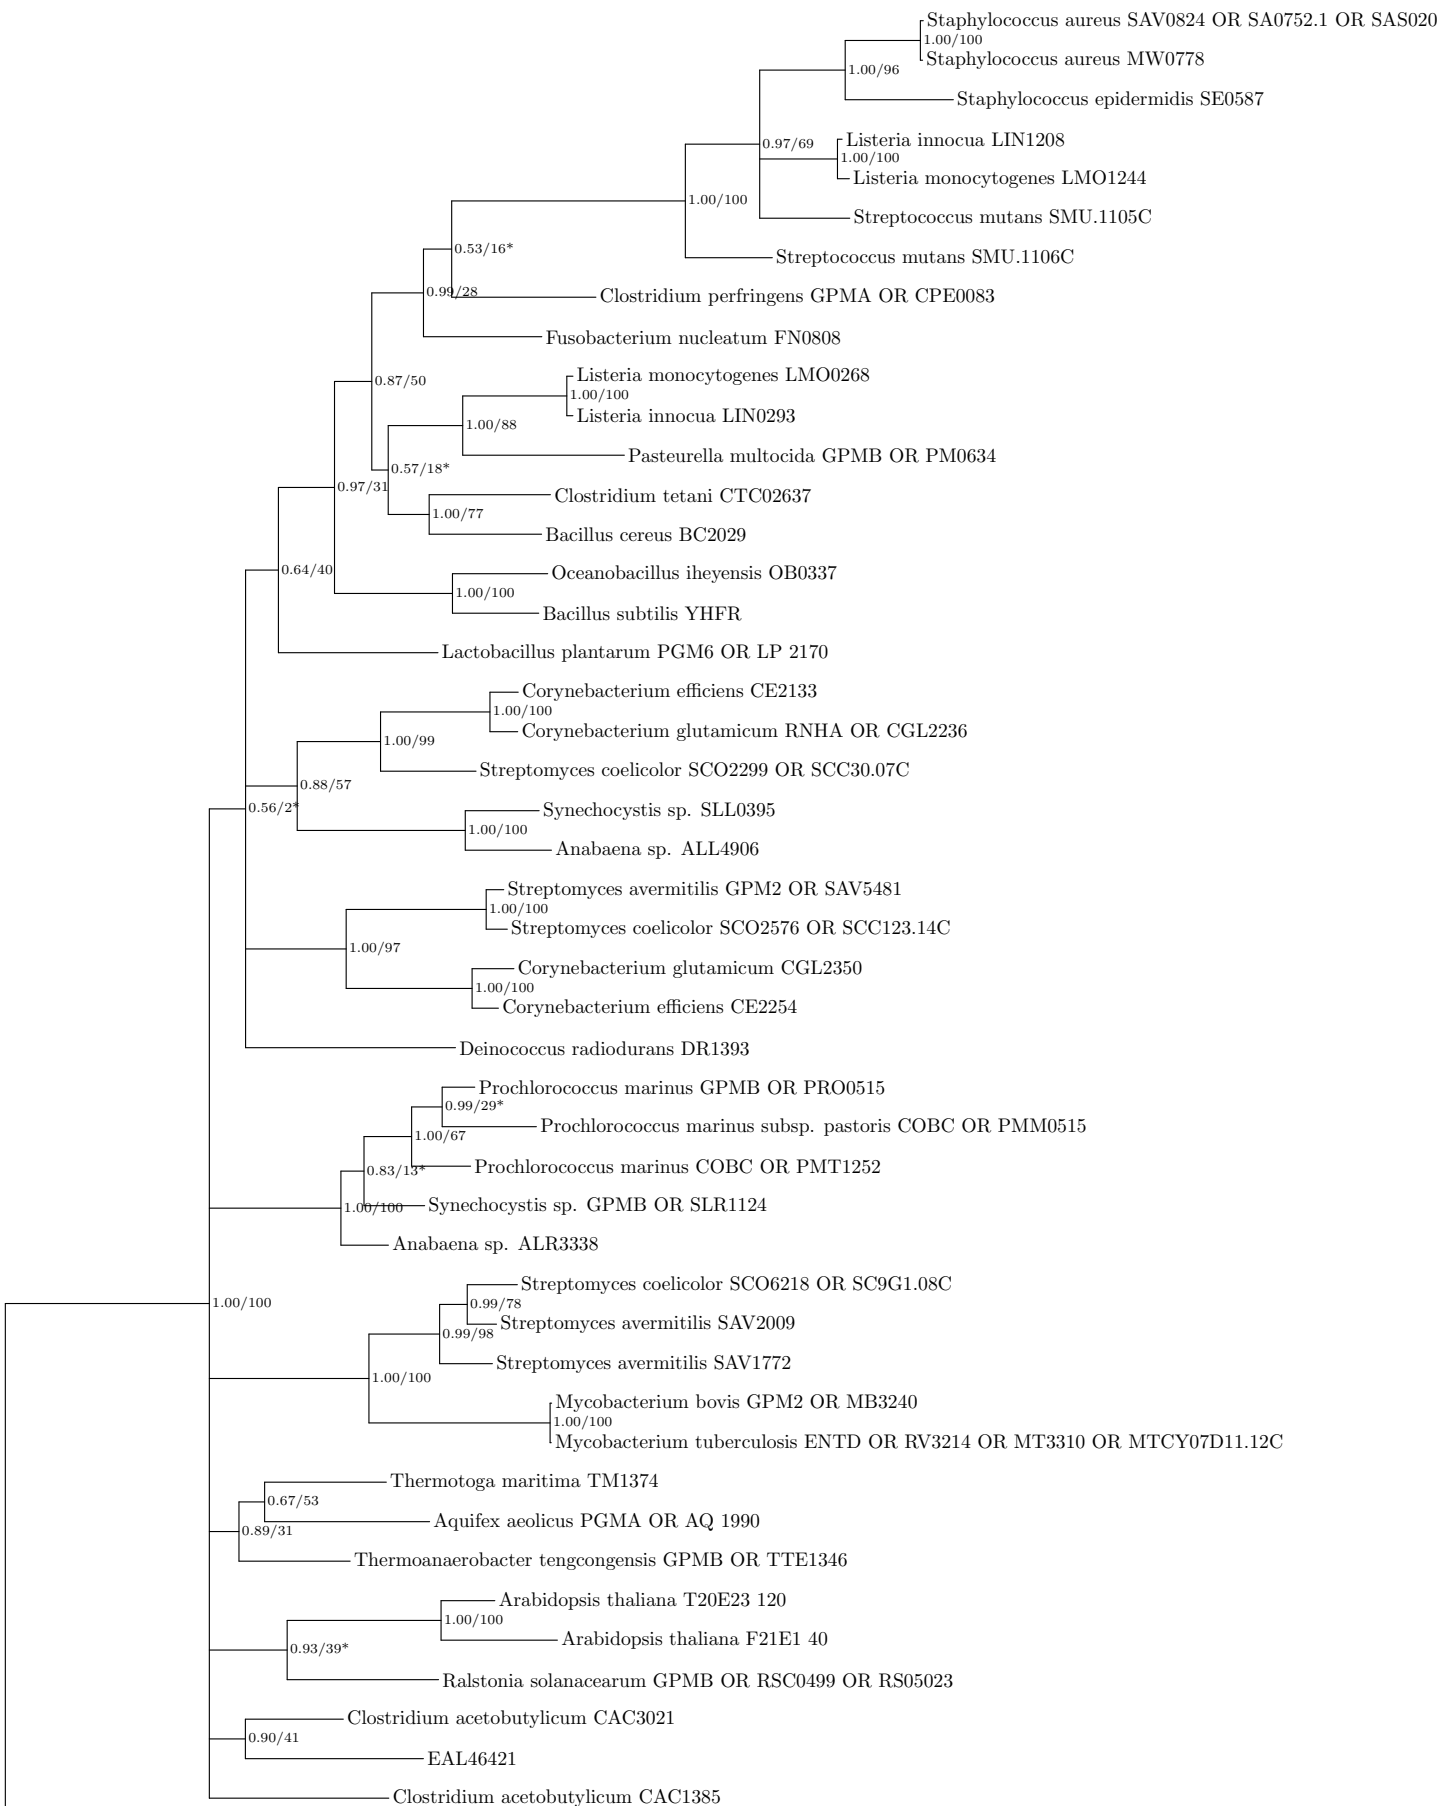 Staphylococcus aureus SAV0824 OR SA0752.1 OR SAS020
1.00/100
Staphylococcus aureus MW0778
1.00/96
Staphylococcus epidermidis SE0587
Listeria innocua LIN1208
0.97/69
1.00/100
Listeria monocytogenes LMO1244
1.00/100
Streptococcus mutans SMU.1105C
0.53/16*
Streptococcus mutans SMU.1106C
0.99/28
Clostridium perfringens GPMA OR CPE0083
Fusobacterium nucleatum FN0808
Listeria monocytogenes LMO0268
0.87/50
1.00/100
Listeria innocua LIN0293
1.00/88
Pasteurella multocida GPMB OR PM0634
0.57/18*
0.97/31
Clostridium tetani CTC02637
1.00/77
Bacillus cereus BC2029
0.64/40
Oceanobacillus iheyensis OB0337
1.00/100
Bacillus subtilis YHFR
Lactobacillus plantarum PGM6 OR LP 2170
Corynebacterium efficiens CE2133
1.00/100
Corynebacterium glutamicum RNHA OR CGL2236
1.00/99
Streptomyces coelicolor SCO2299 OR SCC30.07C
0.88/57
0.56/2*
Synechocystis sp. SLL0395
1.00/100
Anabaena sp. ALL4906
Streptomyces avermitilis GPM2 OR SAV5481
1.00/100
Streptomyces coelicolor SCO2576 OR SCC123.14C
1.00/97
Corynebacterium glutamicum CGL2350
1.00/100
Corynebacterium efficiens CE2254
Deinococcus radiodurans DR1393
Prochlorococcus marinus GPMB OR PRO0515
0.99/29*
Prochlorococcus marinus subsp. pastoris COBC OR PMM0515
1.00/67
Prochlorococcus marinus COBC OR PMT1252
0.83/13*
Synechocystis sp. GPMB OR SLR1124
1.00/100
Anabaena sp. ALR3338
Streptomyces coelicolor SCO6218 OR SC9G1.08C
1.00/100
0.99/78
Streptomyces avermitilis SAV2009
0.99/98
Streptomyces avermitilis SAV1772
1.00/100
Mycobacterium bovis GPM2 OR MB3240
1.00/100
Mycobacterium tuberculosis ENTD OR RV3214 OR MT3310 OR MTCY07D11.12C
Thermotoga maritima TM1374
0.67/53
Aquifex aeolicus PGMA OR AQ 1990
0.89/31
Thermoanaerobacter tengcongensis GPMB OR TTE1346
Arabidopsis thaliana T20E23 120
1.00/100
Arabidopsis thaliana F21E1 40
0.93/39*
Ralstonia solanacearum GPMB OR RSC0499 OR RS05023
Clostridium acetobutylicum CAC3021
0.90/41
EAL46421
Clostridium acetobutylicum CAC1385